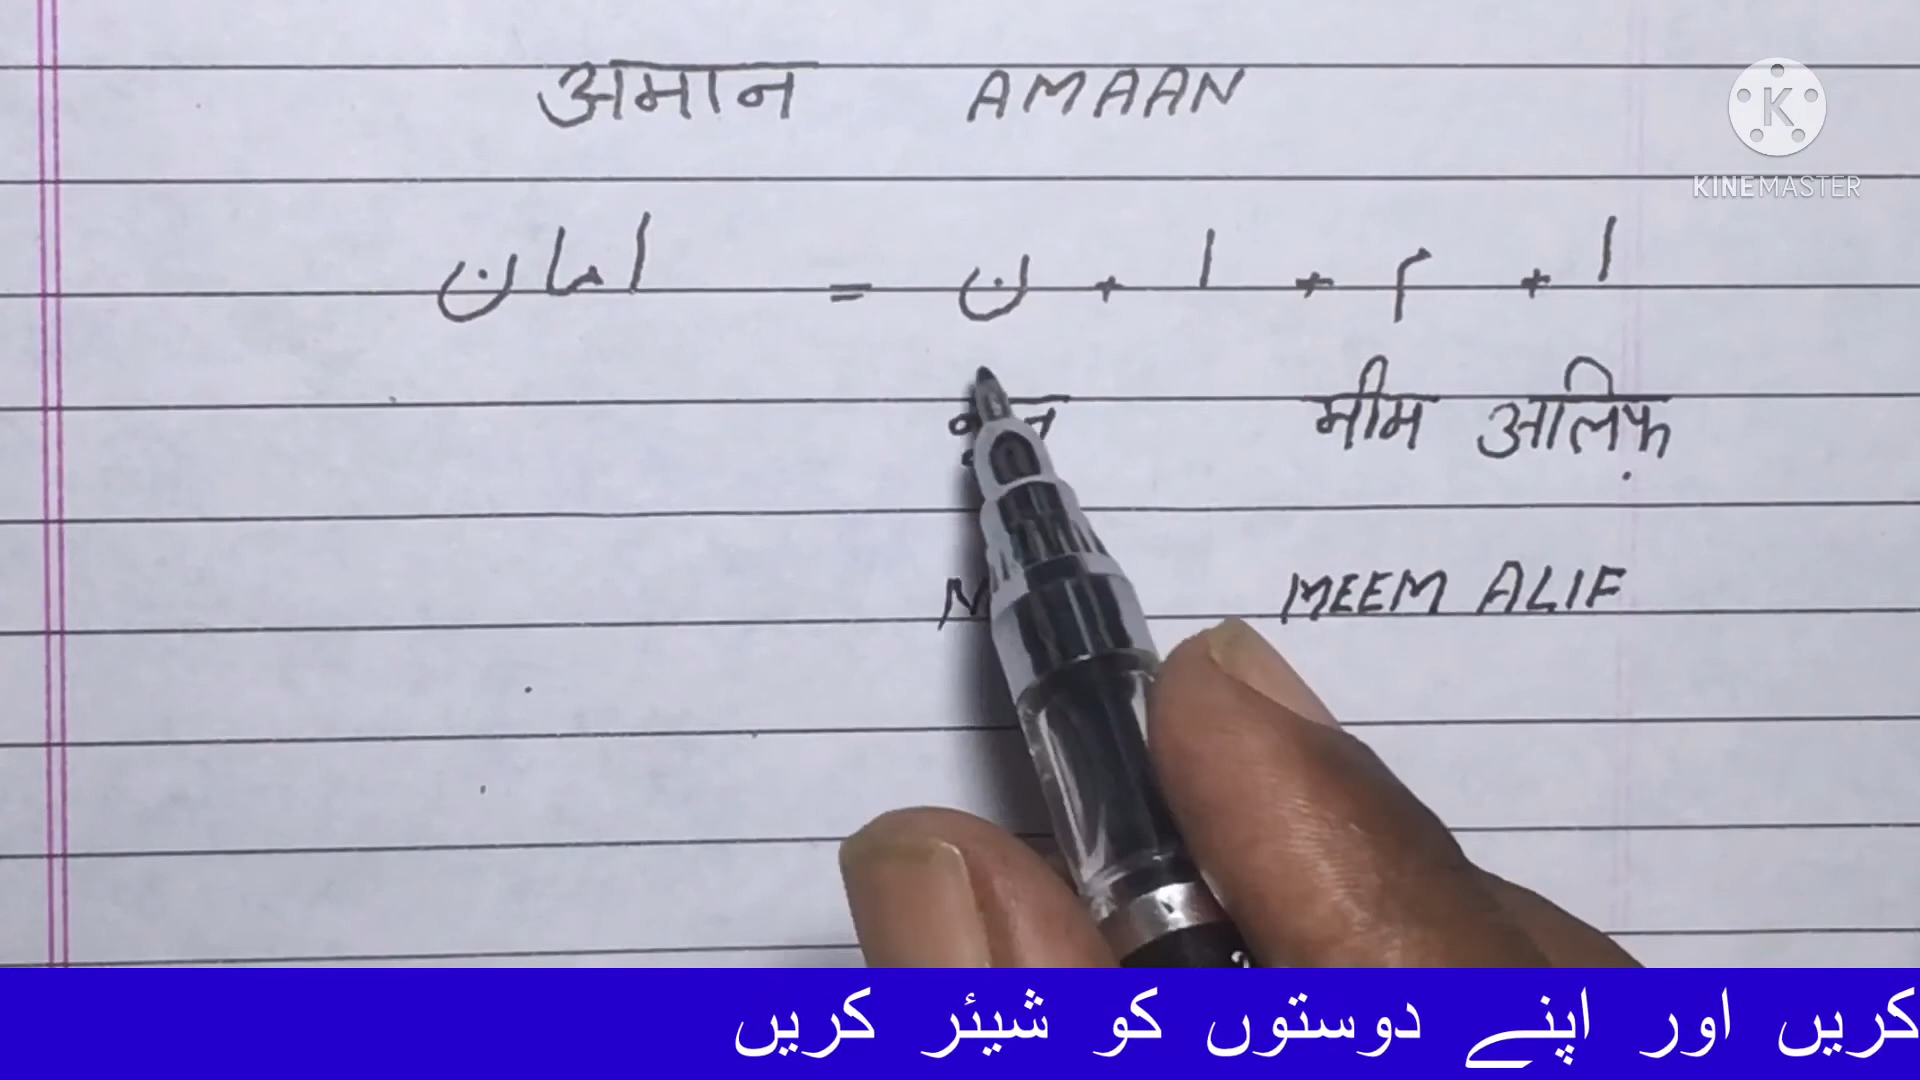 अमान AMAAN
KINEMASTER
ا + م + ا + ن = امان
मीम अलिफ़
MEEM ALIF
کریں اور اپنے دوستوں کو شیئر کریں